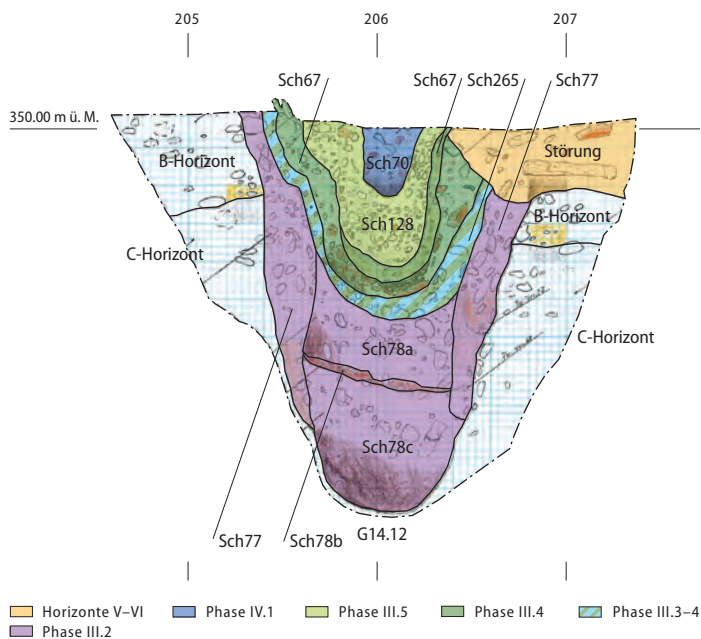 205 206 207
Sch67 Sch67 Sch265 Sch77
350.00 m ü. M.
B-Horizont Sch70 Störung
Sch128 B-Horizont
C-Horizont
C-Horizont
Sch78a
Sch78c
Sch77 Sch78b G14.12
Horizonte V–VI Phase IV.1 Phase III.5 Phase III.4 Phase III.3–4
Phase III.2